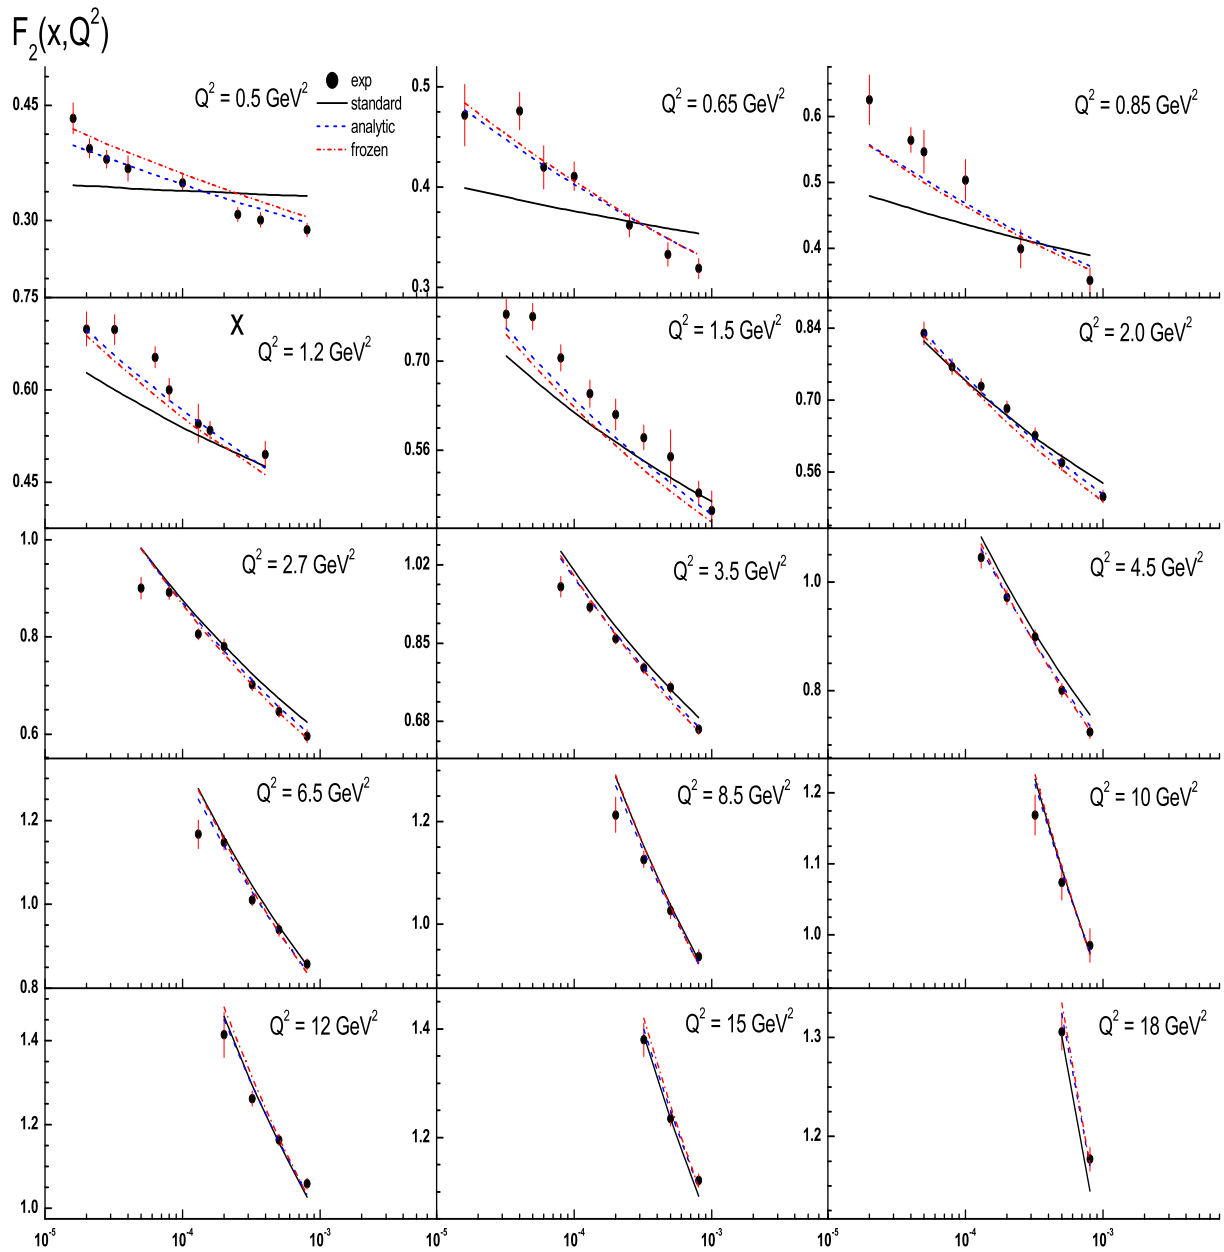 F₂(x,Q²)
exp
standard
analytic
frozen
Q² = 0.5 GeV²
0.45
0.30
Q² = 0.65 GeV²
0.5
0.4
0.3
Q² = 0.85 GeV²
0.6
0.5
0.4
0.75
0.60
0.45
x
Q² = 1.2 GeV²
0.70
0.56
Q² = 1.5 GeV²
0.84
0.70
0.56
Q² = 2.0 GeV²
1.0
0.9
0.8
0.7
0.6
Q² = 2.7 GeV²
1.02
0.85
0.68
Q² = 3.5 GeV²
1.0
0.8
Q² = 4.5 GeV²
1.2
1.0
0.8
Q² = 6.5 GeV²
1.2
1.0
Q² = 8.5 GeV²
1.2
1.1
1.0
Q² = 10 GeV²
1.4
1.2
1.0
Q² = 12 GeV²
1.4
1.2
Q² = 15 GeV²
1.3
1.2
Q² = 18 GeV²
10⁻⁵ 10⁻⁴ 10⁻³ 10⁻⁵ 10⁻⁴ 10⁻³ 10⁻⁵ 10⁻⁴ 10⁻³